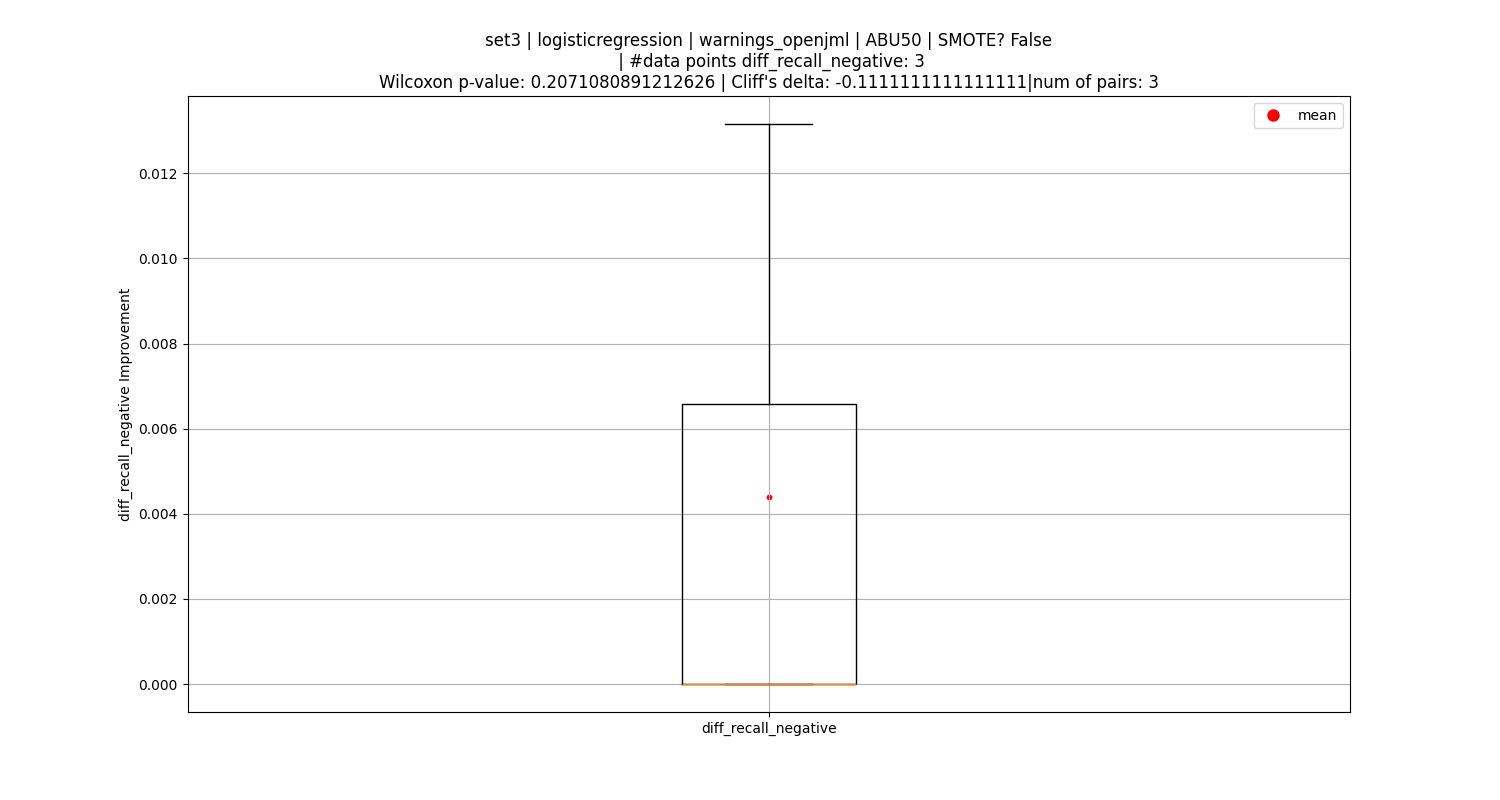 set3 | logisticregression | warnings_openjml | ABU50 | SMOTE? False
| #data points diff_recall_negative: 3
Wilcoxon p-value: 0.2071080891212626 | Cliff's delta: -0.1111111111111111|num of pairs: 3
mean
0.012
0.010
0.008
0.006
0.004
0.002
0.000
diff_recall_negative Improvement
diff_recall_negative